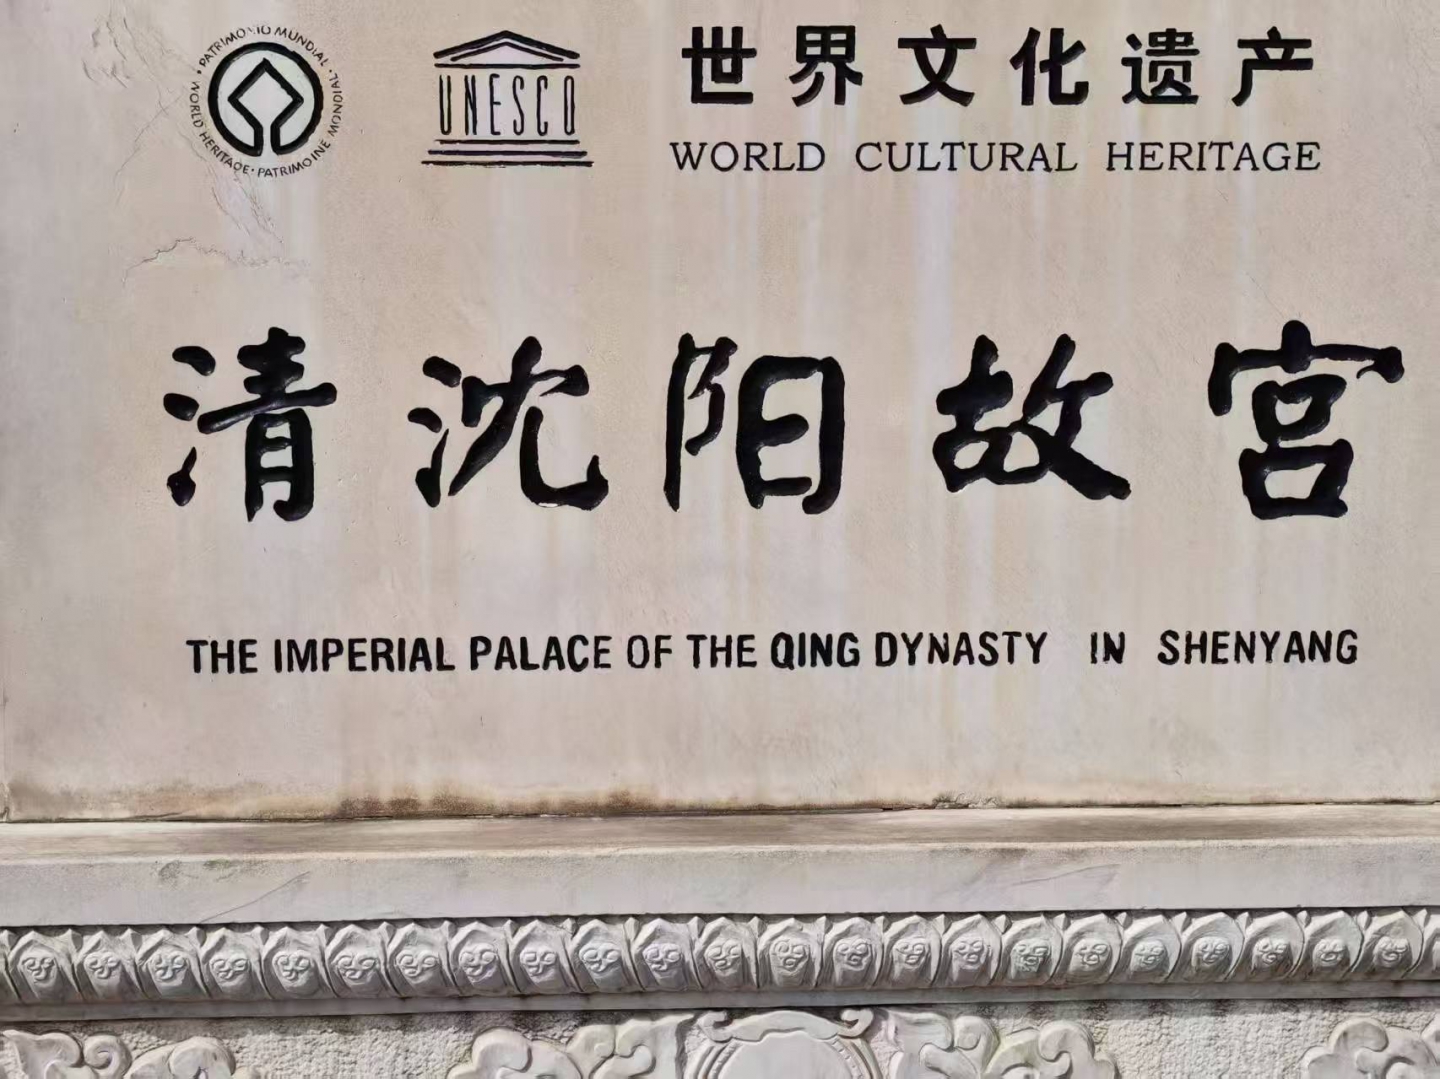 PATRIMONIO MUNDIAL · WORLD HERITAGE · PATRIMOINE MONDIAL ·
UNESCO
世界文化遗产
WORLD CULTURAL HERITAGE
清沈阳故宫
THE IMPERIAL PALACE OF THE QING DYNASTY IN SHENYANG